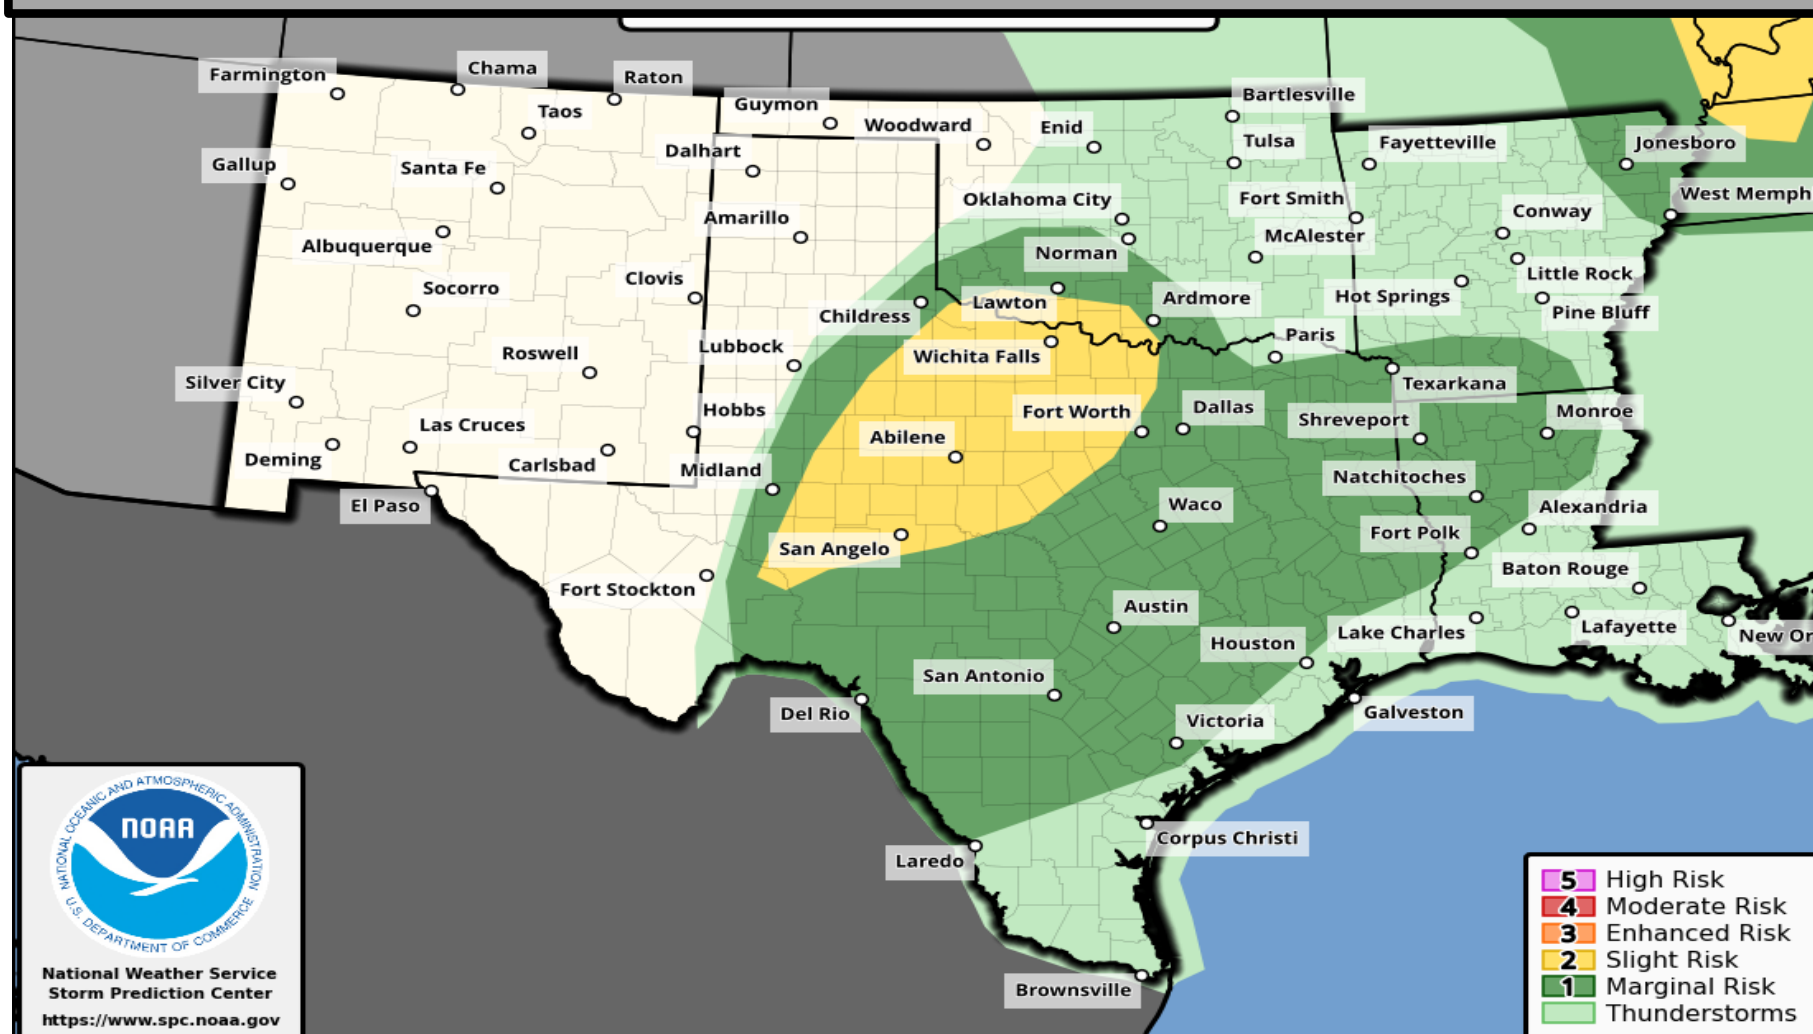 Farmington
Chama
Raton
Taos
Guymon
Woodward
Enid
Bartlesville
Dalhart
Tulsa
Fayetteville
Jonesboro
Gallup
Santa Fe
Oklahoma City
Fort Smith
Conway
West Memph
Amarillo
Albuquerque
Norman
McAlester
Socorro
Clovis
Little Rock
Childress
Lawton
Ardmore
Hot Springs
Pine Bluff
Roswell
Lubbock
Wichita Falls
Paris
Silver City
Hobbs
Texarkana
Las Cruces
Fort Worth
Dallas
Shreveport
Monroe
Deming
Carlsbad
Midland
Abilene
Natchitoches
El Paso
Waco
Alexandria
San Angelo
Fort Polk
Fort Stockton
Baton Rouge
Austin
Houston
Lake Charles
Lafayette
New Or
San Antonio
Del Rio
Victoria
Galveston
Corpus Christi
Laredo
Brownsville
NATIONAL OCEANIC AND ATMOSPHERIC ADMINISTRATION
NOAA
U.S. DEPARTMENT OF COMMERCE
National Weather Service
Storm Prediction Center
https://www.spc.noaa.gov
5 High Risk
4 Moderate Risk
3 Enhanced Risk
2 Slight Risk
1 Marginal Risk
Thunderstorms